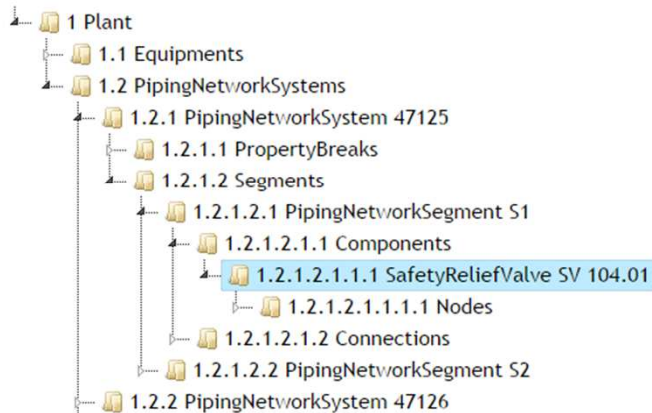 1 Plant
1.1 Equipments
1.2 PipingNetworkSystems
1.2.1 PipingNetworkSystem 47125
1.2.1.1 PropertyBreaks
1.2.1.2 Segments
1.2.1.2.1 PipingNetworkSegment S1
1.2.1.2.1.1 Components
1.2.1.2.1.1.1 SafetyReliefValve SV 104.01
1.2.1.2.1.1.1.1 Nodes
1.2.1.2.1.2 Connections
1.2.1.2.2 PipingNetworkSegment S2
1.2.2 PipingNetworkSystem 47126